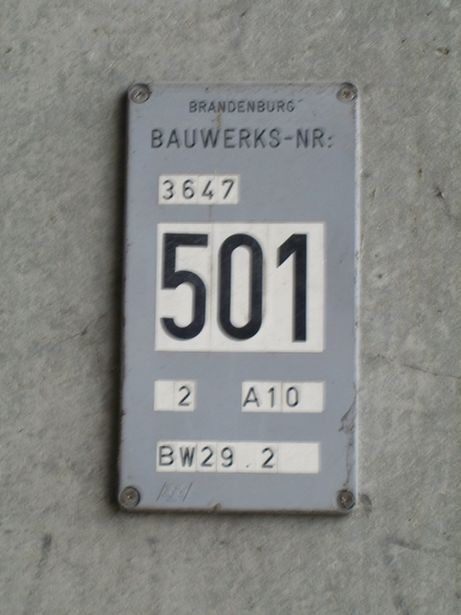 BRANDENBURG
BAUWERKS-NR:
3647
501
2 A10
BW29.2